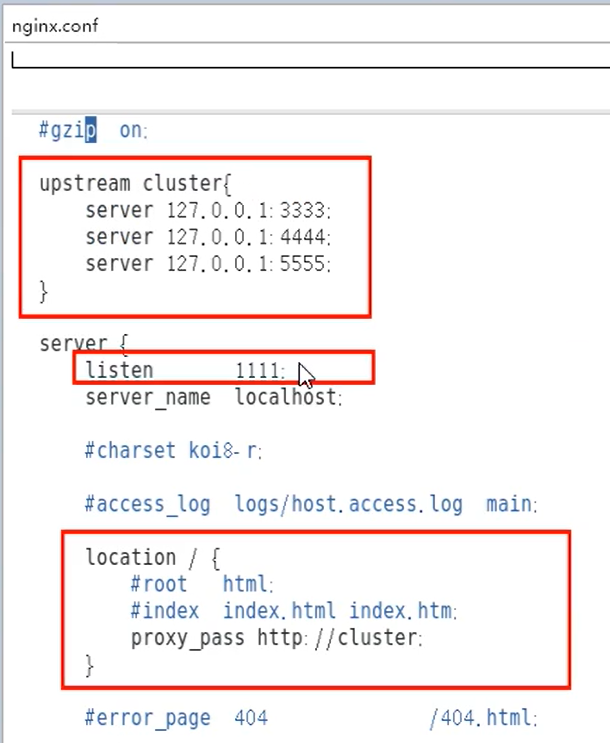 nginx.conf
#gzip on;
upstream cluster{
server 127.0.0.1:3333;
server 127.0.0.1:4444;
server 127.0.0.1:5555;
}
server {
listen 1111;
server_name localhost;
#charset koi8-r;
#access_log logs/host.access.log main;
location / {
#root html;
#index index.html index.htm;
proxy_pass http://cluster;
}
#error_page 404 /404.html;